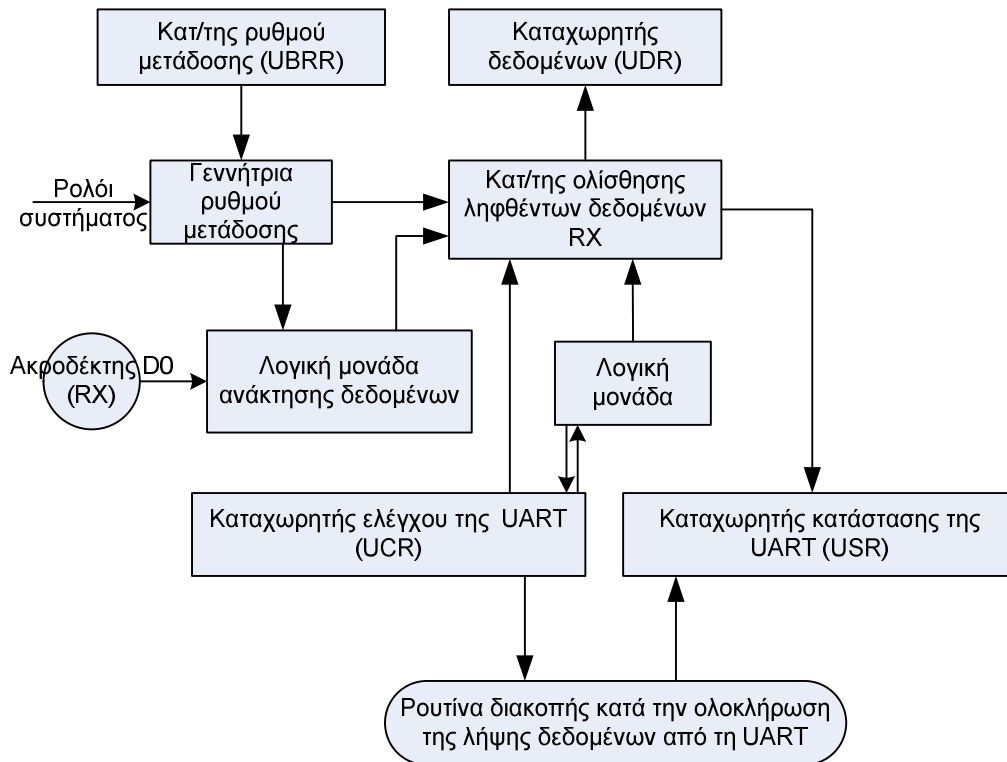 Κατ/της ρυθμού
μετάδοσης (UBRR)
Καταχωρητής
δεδομένων (UDR)
Ρολόι
συστήματος
Γεννήτρια
ρυθμού
μετάδοσης
Κατ/της ολίσθησης
ληφθέντων δεδομένων
RX
Ακροδέκτης D0
(RX)
Λογική μονάδα
ανάκτησης δεδομένων
Λογική
μονάδα
Καταχωρητής ελέγχου της UART
(UCR)
Καταχωρητής κατάστασης της
UART (USR)
Ρουτίνα διακοπής κατά την ολοκλήρωση
της λήψης δεδομένων από τη UART